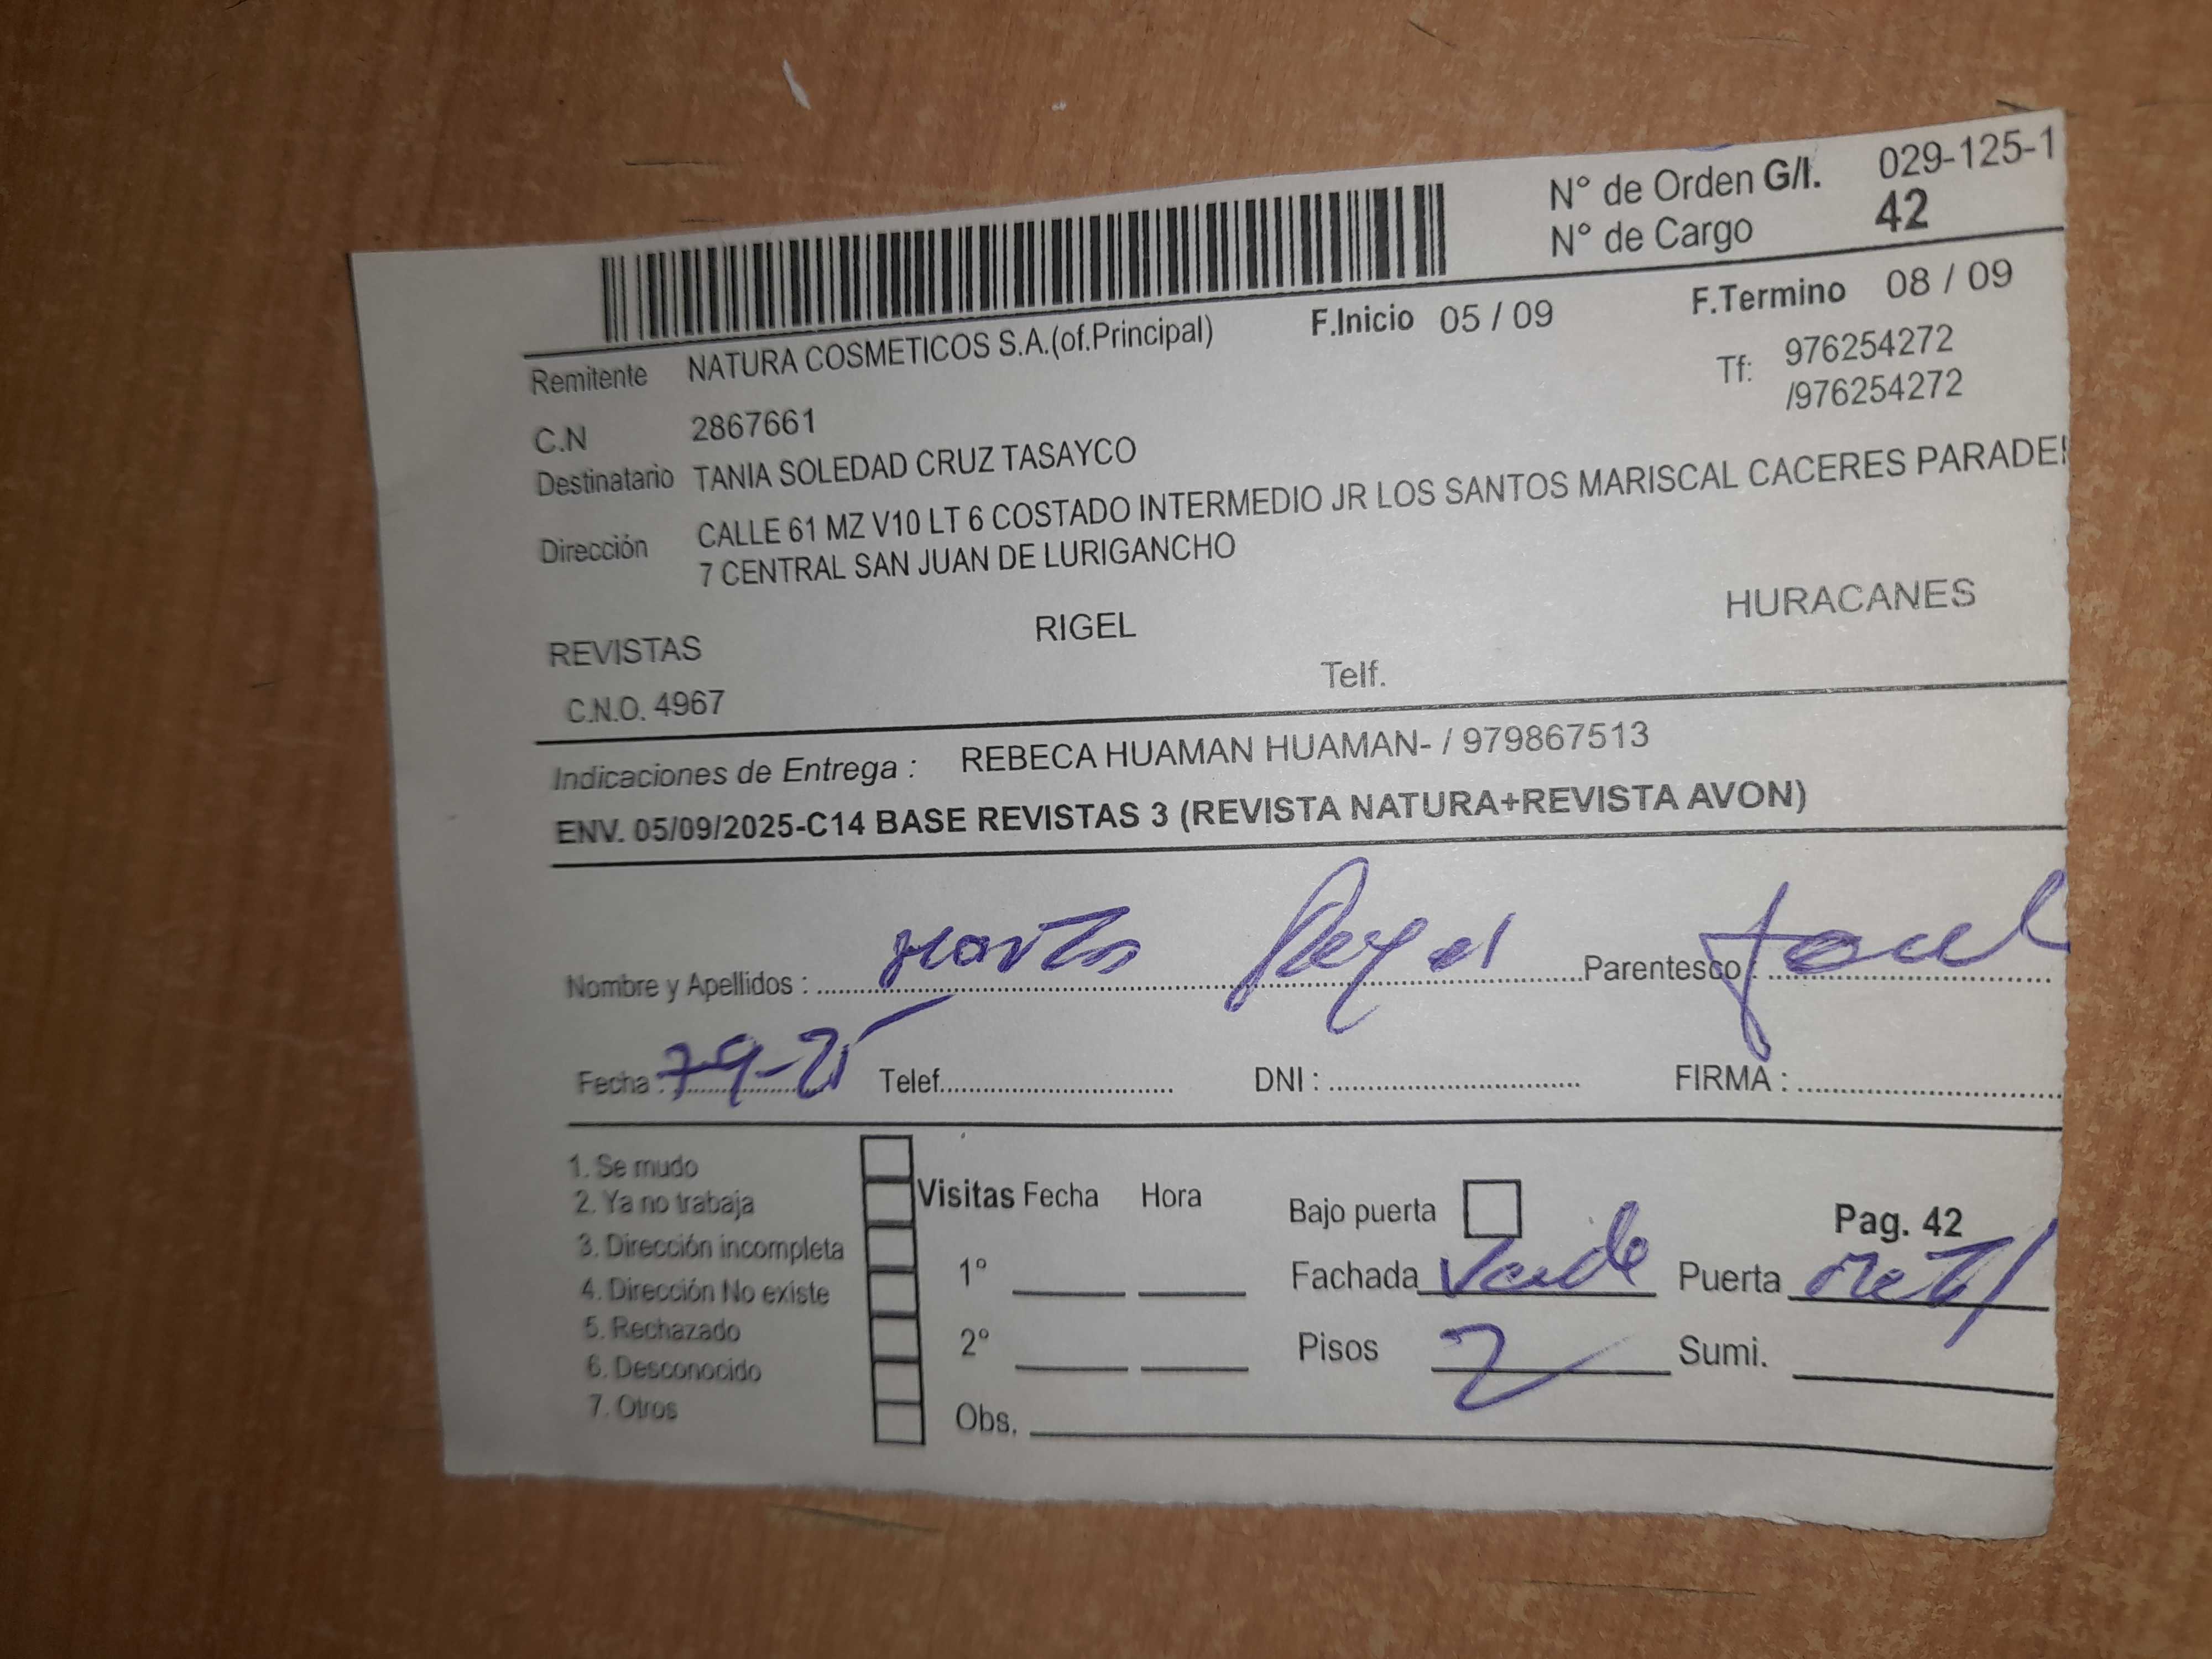 N° de Orden G/I. 029-125-1
N° de Cargo 42
F.Inicio 05 / 09 F.Termino 08 / 09
Remitente NATURA COSMETICOS S.A.(of.Principal) Tf: 976254272
/976254272
C.N 2867661
Destinatario TANIA SOLEDAD CRUZ TASAYCO
Dirección CALLE 61 MZ V10 LT 6 COSTADO INTERMEDIO JR LOS SANTOS MARISCAL CACERES PARADE
7 CENTRAL SAN JUAN DE LURIGANCHO
REVISTAS RIGEL HURACANES
C.N.O. 4967 Telf.
Indicaciones de Entrega : REBECA HUAMAN HUAMAN- / 979867513
ENV. 05/09/2025-C14 BASE REVISTAS 3 (REVISTA NATURA+REVISTA AVON)
Nombre y Apellidos : Parentesco :
Fecha : 7-9-25 Telef. DNI : FIRMA :
1. Se mudo
2. Ya no trabaja
3. Dirección incompleta
4. Dirección No existe
5. Rechazado
6. Desconocido
7. Otros
Visitas Fecha Hora
1°
2°
Obs.
Bajo puerta Pag. 42
Fachada Verde Puerta Metal
Pisos 2 Sumi.